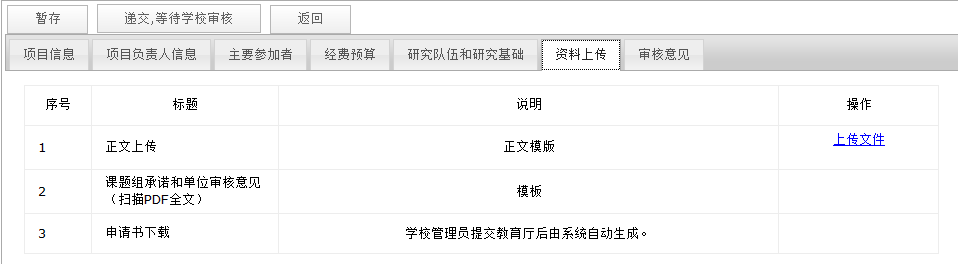 暂存 递交,等待学校审核 返回
项目信息 项目负责人信息 主要参加者 经费预算 研究队伍和研究基础 资料上传 审核意见
序号 标题 说明 操作
1 正文上传 正文模版 上传文件
2 课题组承诺和单位审核意见 模板
（扫描PDF全文）
3 申请书下载 学校管理员提交教育厅后由系统自动生成。